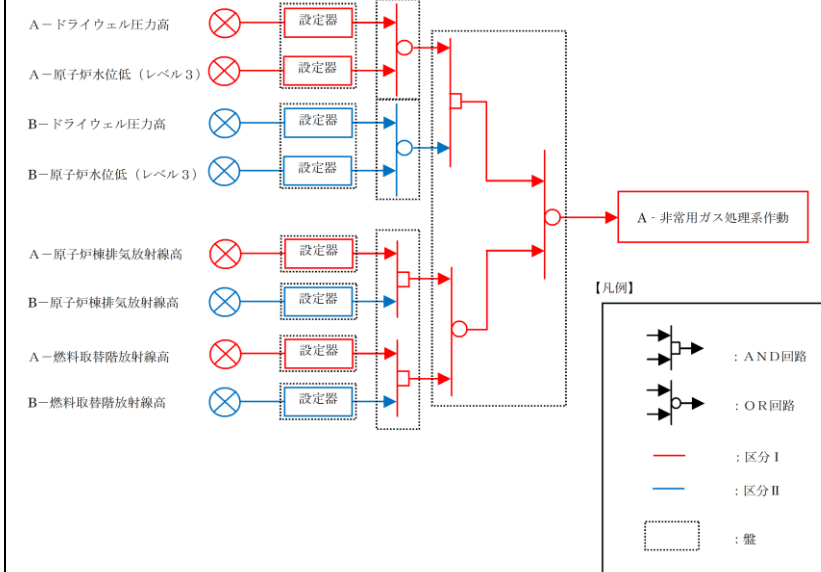 A－ドライウェル圧力高
設定器
A－原子炉水位低（レベル３）
設定器
B－ドライウェル圧力高
設定器
B－原子炉水位低（レベル３）
設定器
A - 非常用ガス処理系作動
A－原子炉棟排気放射線高
設定器
B－原子炉棟排気放射線高
設定器
A－燃料取替階放射線高
設定器
B－燃料取替階放射線高
設定器
【凡例】
：AND回路
：OR回路
：区分Ⅰ
：区分Ⅱ
：盤